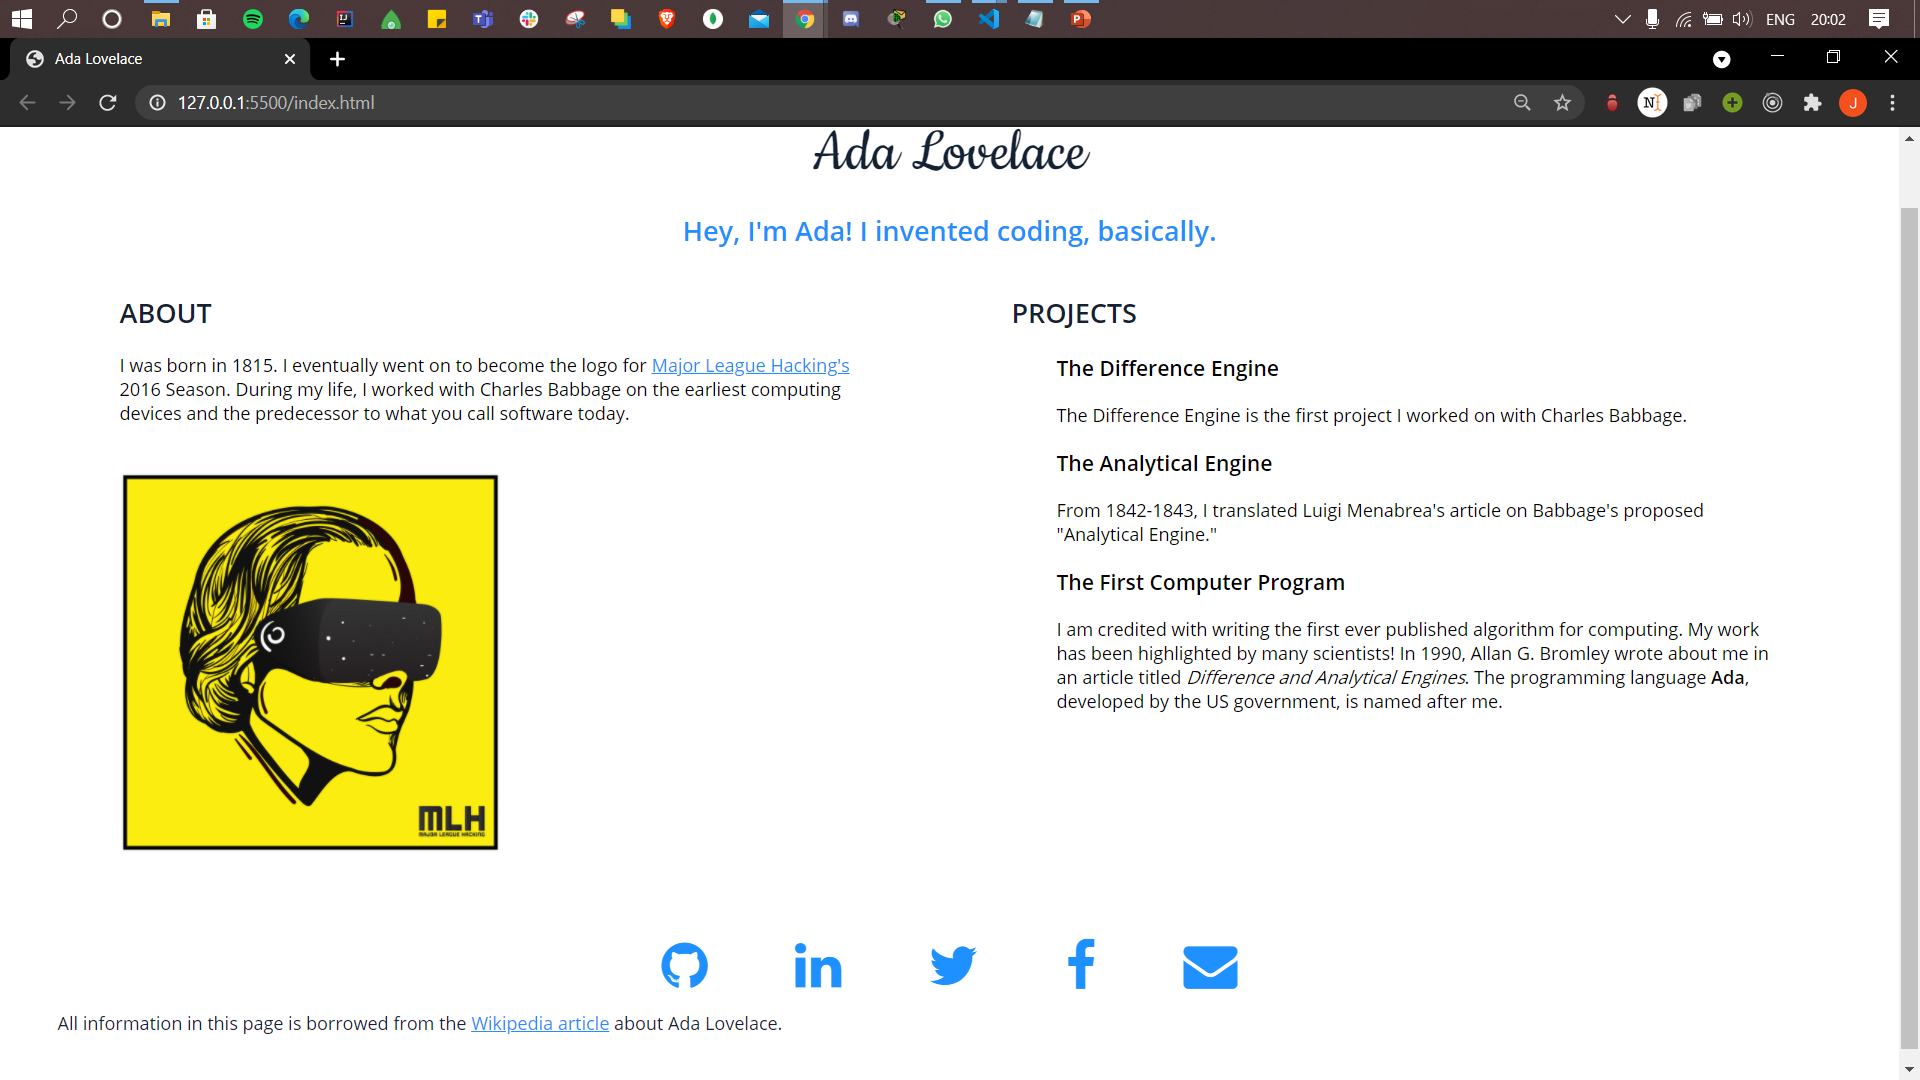 ENG
20:02
Ada Lovelace
127.0.0.1:5500/index.html
N
J
Ada Lovelace
Hey, I'm Ada! I invented coding, basically.
ABOUT
I was born in 1815. I eventually went on to become the logo for Major League Hacking's
2016 Season. During my life, I worked with Charles Babbage on the earliest computing
devices and the predecessor to what you call software today.
MLH
MAJOR LEAGUE HACKING
PROJECTS
The Difference Engine
The Difference Engine is the first project I worked on with Charles Babbage.
The Analytical Engine
From 1842-1843, I translated Luigi Menabrea's article on Babbage's proposed
"Analytical Engine."
The First Computer Program
I am credited with writing the first ever published algorithm for computing. My work
has been highlighted by many scientists! In 1990, Allan G. Bromley wrote about me in
an article titled Difference and Analytical Engines. The programming language Ada,
developed by the US government, is named after me.
All information in this page is borrowed from the Wikipedia article about Ada Lovelace.